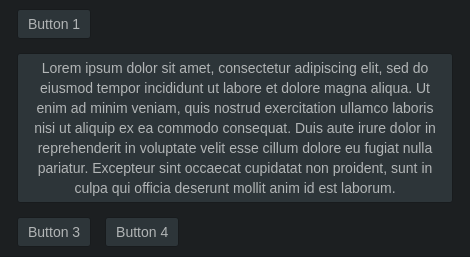 Button 1
Lorem ipsum dolor sit amet, consectetur adipiscing elit, sed do
eiusmod tempor incididunt ut labore et dolore magna aliqua. Ut
enim ad minim veniam, quis nostrud exercitation ullamco laboris
nisi ut aliquip ex ea commodo consequat. Duis aute irure dolor in
reprehenderit in voluptate velit esse cillum dolore eu fugiat nulla
pariatur. Excepteur sint occaecat cupidatat non proident, sunt in
culpa qui officia deserunt mollit anim id est laborum.
Button 3 Button 4